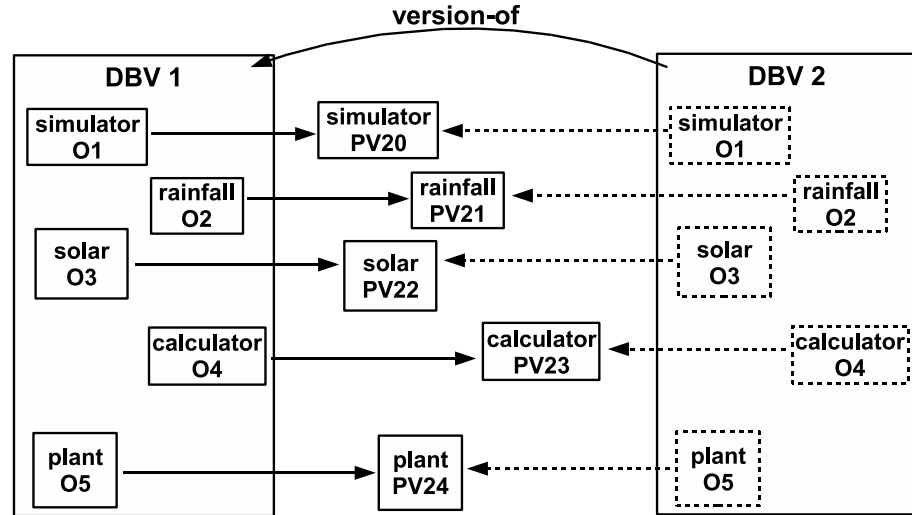 version-of
DBV 1
DBV 2
simulator
O1
simulator
PV20
simulator
O1
rainfall
O2
rainfall
PV21
rainfall
O2
solar
O3
solar
PV22
solar
O3
calculator
O4
calculator
PV23
calculator
O4
plant
O5
plant
PV24
plant
O5